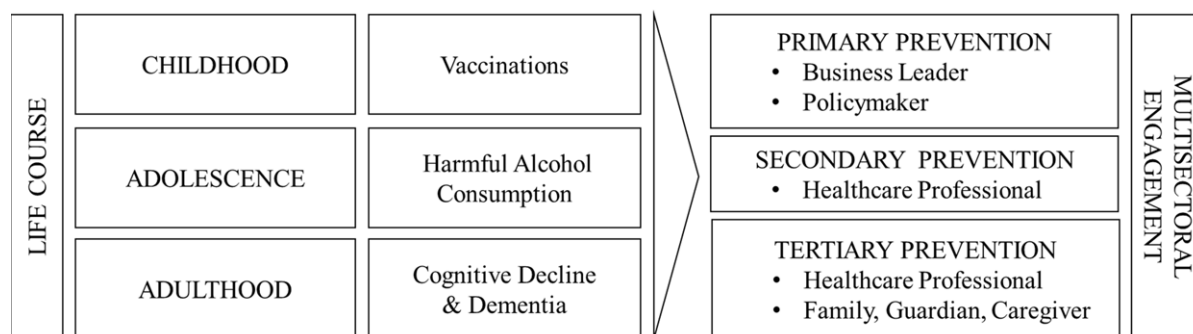 LIFE COURSE
CHILDHOOD
Vaccinations
ADOLESCENCE
Harmful Alcohol
Consumption
ADULTHOOD
Cognitive Decline
& Dementia
PRIMARY PREVENTION
• Business Leader
• Policymaker
SECONDARY PREVENTION
• Healthcare Professional
TERTIARY PREVENTION
• Healthcare Professional
• Family, Guardian, Caregiver
MULTISECTORAL
ENGAGEMENT